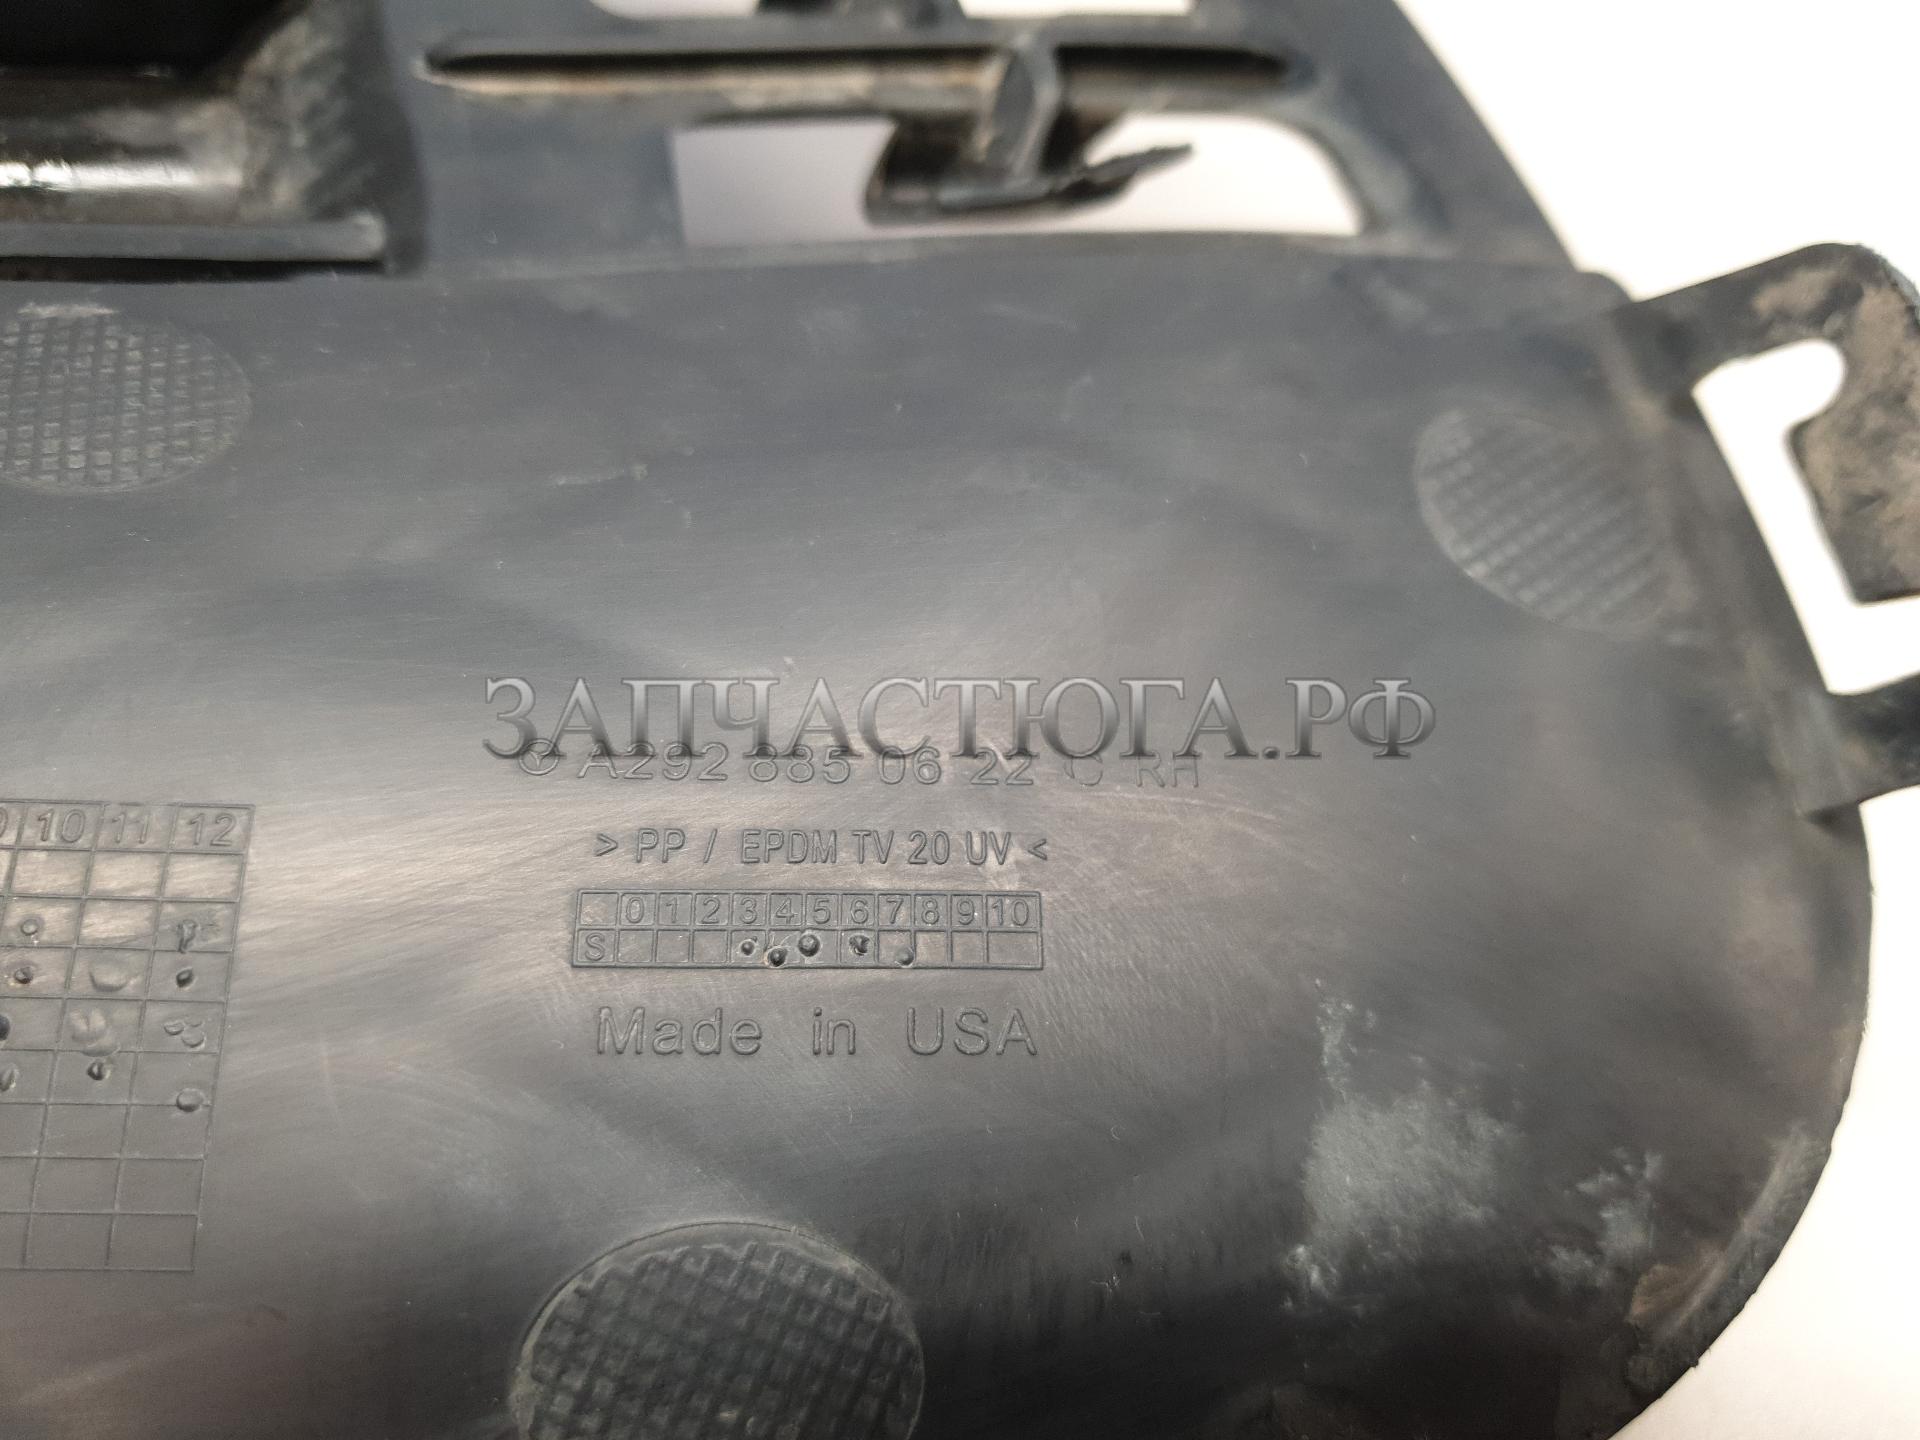 ЗАПЧАСТЮГА.РФ
A292 885 06 22 C RH
> PP / EPDM TV 20 UV <
0 1 2 3 4 5 6 7 8 9 10
S
Made in USA
10 11 12